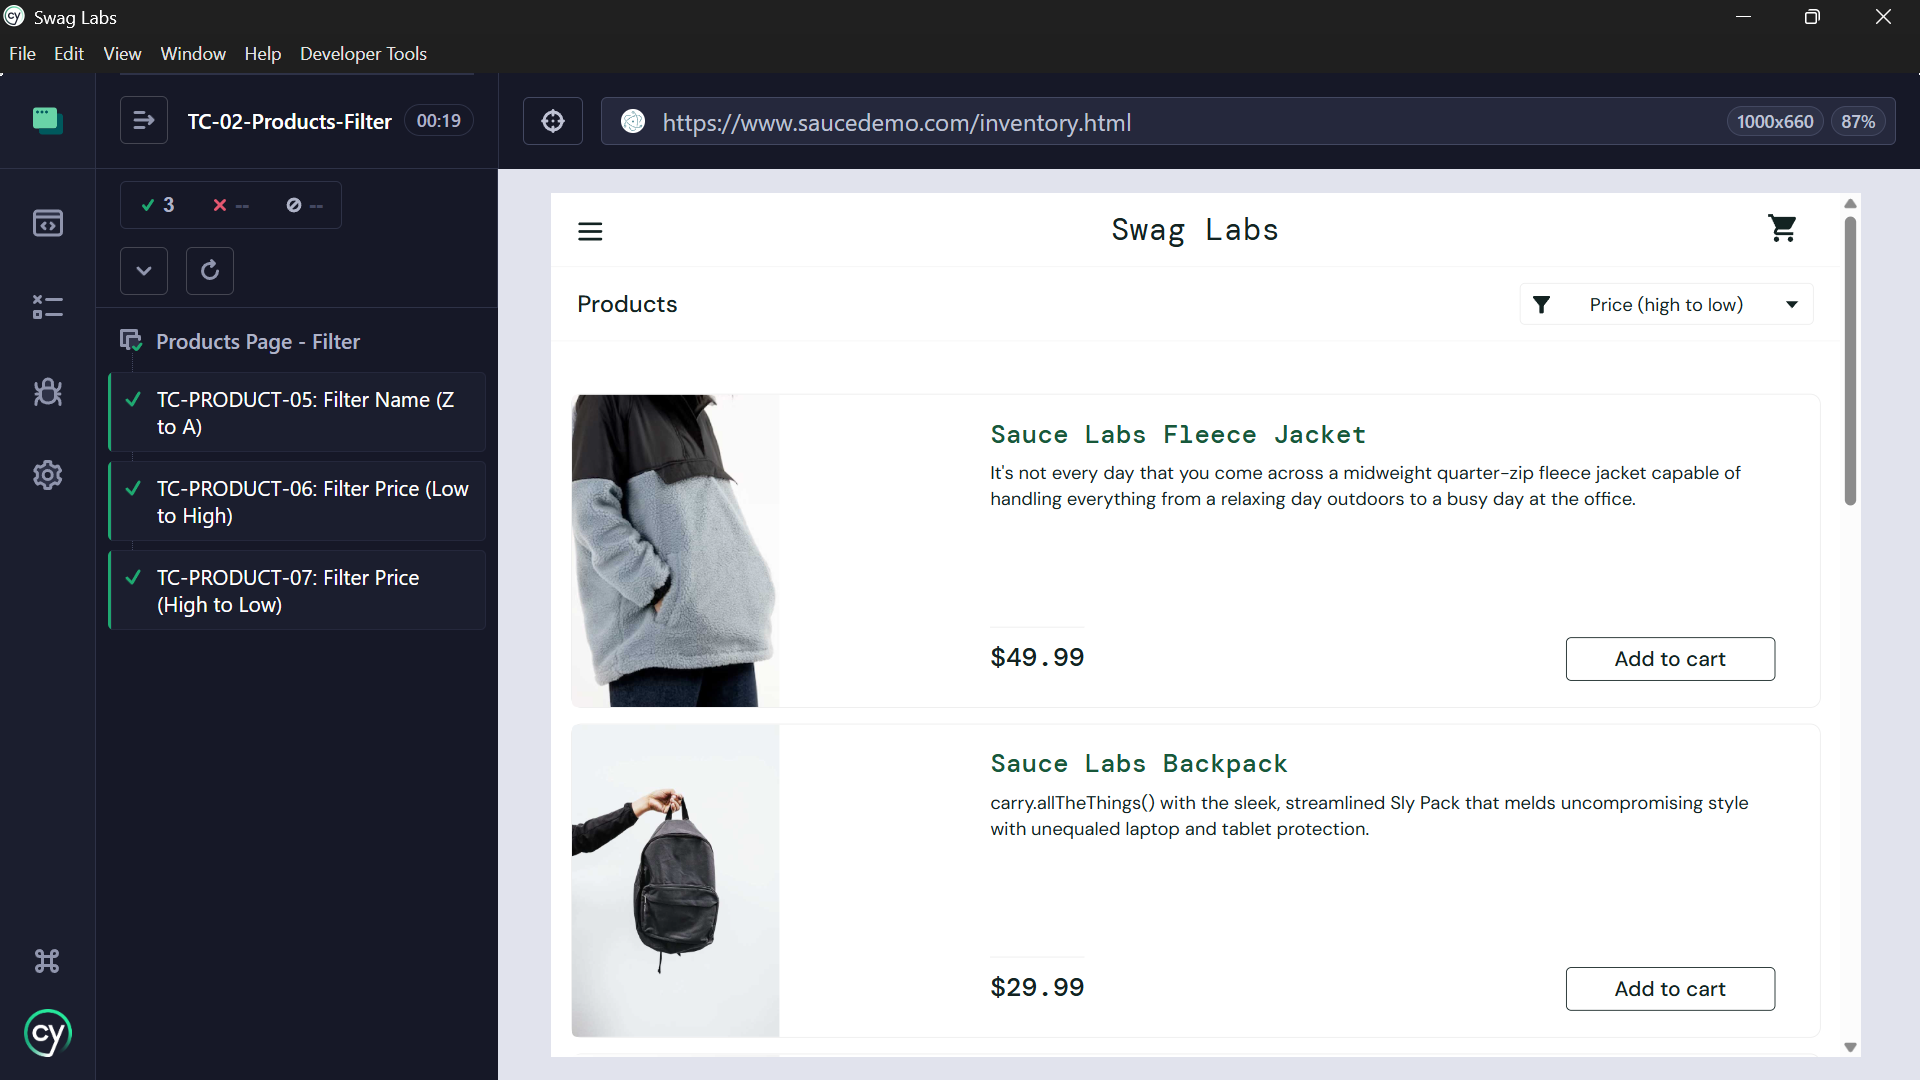 Swag Labs
File Edit View Window Help Developer Tools
TC-02-Products-Filter 00:19
https://www.saucedemo.com/inventory.html 1000x660 87%
3 -- --
Products Page - Filter
TC-PRODUCT-05: Filter Name (Z
to A)
TC-PRODUCT-06: Filter Price (Low
to High)
TC-PRODUCT-07: Filter Price
(High to Low)
cy
Swag Labs
Products
Price (high to low)
Sauce Labs Fleece Jacket
It's not every day that you come across a midweight quarter-zip fleece jacket capable of
handling everything from a relaxing day outdoors to a busy day at the office.
$49.99
Add to cart
Sauce Labs Backpack
carry.allTheThings() with the sleek, streamlined Sly Pack that melds uncompromising style
with unequaled laptop and tablet protection.
$29.99
Add to cart